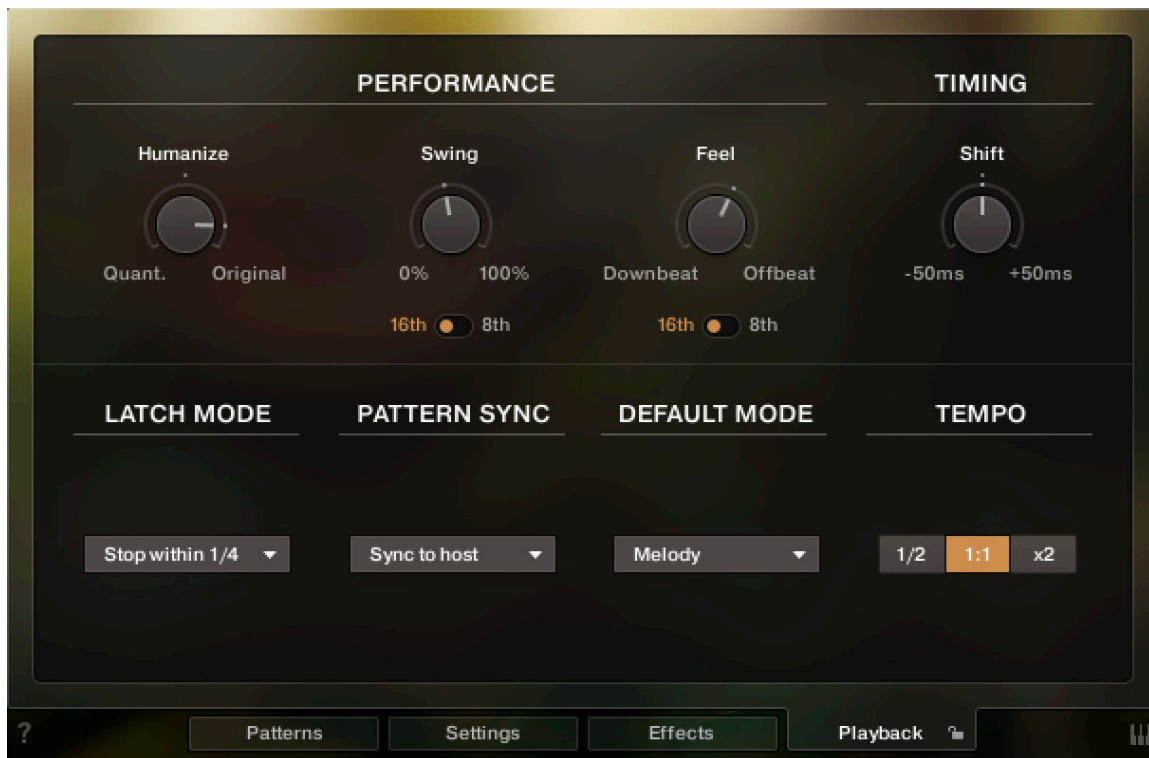 PERFORMANCE TIMING
Humanize Swing Feel Shift
Quant. Original 0% 100% Downbeat Offbeat -50ms +50ms
16th 8th 16th 8th
LATCH MODE PATTERN SYNC DEFAULT MODE TEMPO
Stop within 1/4 Sync to host Melody 1/2 1:1 x2
? Patterns Settings Effects Playback